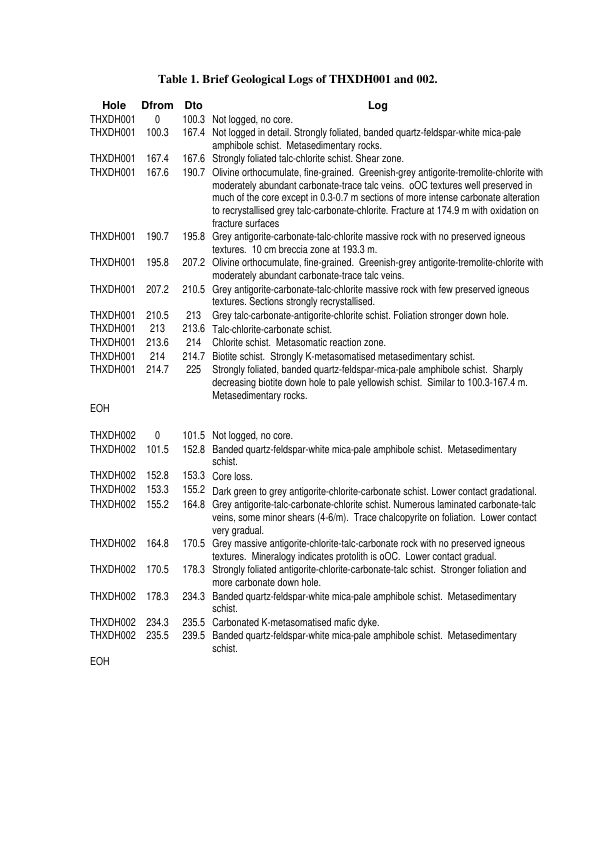 Table 1. Brief Geological Logs of THXDH001 and 002.
Hole Dfrom Dto Log
THXDH001 0 100.3 Not logged, no core.
THXDH001 100.3 167.4 Not logged in detail. Strongly foliated, banded quartz-feldspar-white mica-pale
amphibole schist. Metasedimentary rocks.
THXDH001 167.4 167.6 Strongly foliated talc-chlorite schist. Shear zone.
THXDH001 167.6 190.7 Olivine orthocumulate, fine-grained. Greenish-grey antigorite-tremolite-chlorite with
moderately abundant carbonate-trace talc veins. oOC textures well preserved in
much of the core except in 0.3-0.7 m sections of more intense carbonate alteration
to recrystallised grey talc-carbonate-chlorite. Fracture at 174.9 m with oxidation on
fracture surfaces
THXDH001 190.7 195.8 Grey antigorite-carbonate-talc-chlorite massive rock with no preserved igneous
textures. 10 cm breccia zone at 193.3 m.
THXDH001 195.8 207.2 Olivine orthocumulate, fine-grained. Greenish-grey antigorite-tremolite-chlorite with
moderately abundant carbonate-trace talc veins.
THXDH001 207.2 210.5 Grey antigorite-carbonate-talc-chlorite massive rock with few preserved igneous
textures. Sections strongly recrystallised.
THXDH001 210.5 213 Grey talc-carbonate-antigorite-chlorite schist. Foliation stronger down hole.
THXDH001 213 213.6 Talc-chlorite-carbonate schist.
THXDH001 213.6 214 Chlorite schist. Metasomatic reaction zone.
THXDH001 214 214.7 Biotite schist. Strongly K-metasomatised metasedimentary schist.
THXDH001 214.7 225 Strongly foliated, banded quartz-feldspar-mica-pale amphibole schist. Sharply
decreasing biotite down hole to pale yellowish schist. Similar to 100.3-167.4 m.
Metasedimentary rocks.
EOH
THXDH002 0 101.5 Not logged, no core.
THXDH002 101.5 152.8 Banded quartz-feldspar-white mica-pale amphibole schist. Metasedimentary
schist.
THXDH002 152.8 153.3 Core loss.
THXDH002 153.3 155.2 Dark green to grey antigorite-chlorite-carbonate schist. Lower contact gradational.
THXDH002 155.2 164.8 Grey antigorite-talc-carbonate-chlorite schist. Numerous laminated carbonate-talc
veins, some minor shears (4-6/m). Trace chalcopyrite on foliation. Lower contact
very gradual.
THXDH002 164.8 170.5 Grey massive antigorite-chlorite-talc-carbonate rock with no preserved igneous
textures. Mineralogy indicates protolith is oOC. Lower contact gradual.
THXDH002 170.5 178.3 Strongly foliated antigorite-chlorite-carbonate-talc schist. Stronger foliation and
more carbonate down hole.
THXDH002 178.3 234.3 Banded quartz-feldspar-white mica-pale amphibole schist. Metasedimentary
schist.
THXDH002 234.3 235.5 Carbonated K-metasomatised mafic dyke.
THXDH002 235.5 239.5 Banded quartz-feldspar-white mica-pale amphibole schist. Metasedimentary
schist.
EOH